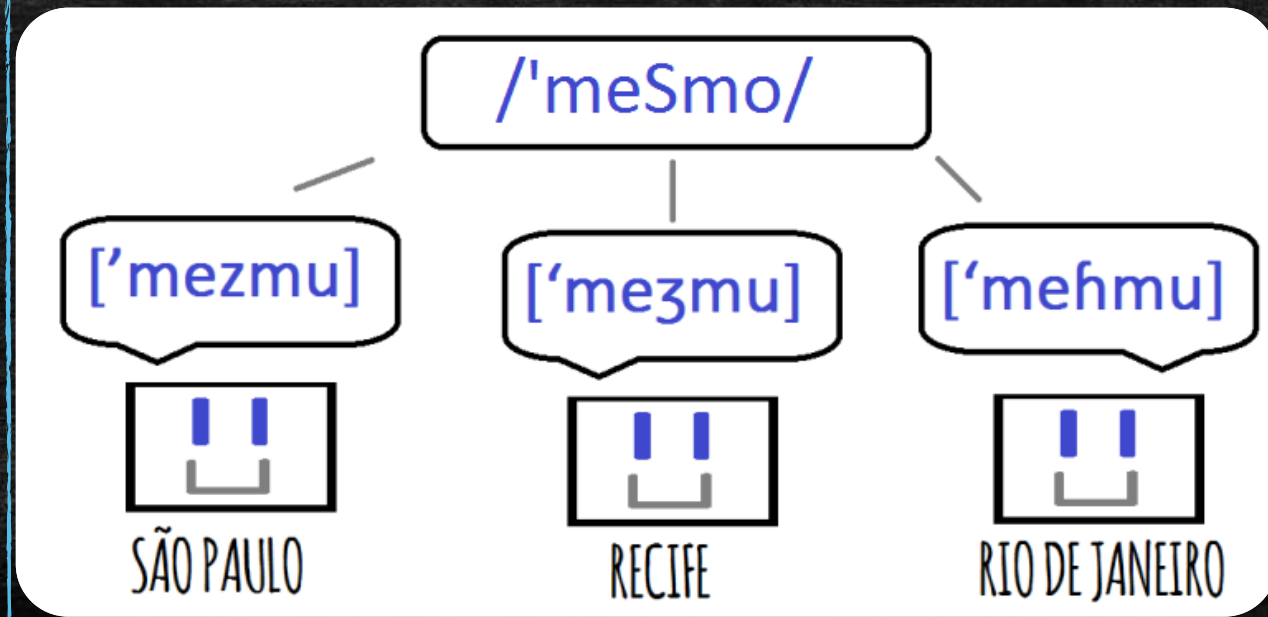 /'meSmo/
[’mezmu]
[‘meʒmu]
[‘meɦmu]
SÃO PAULO
RECIFE
RIO DE JANEIRO